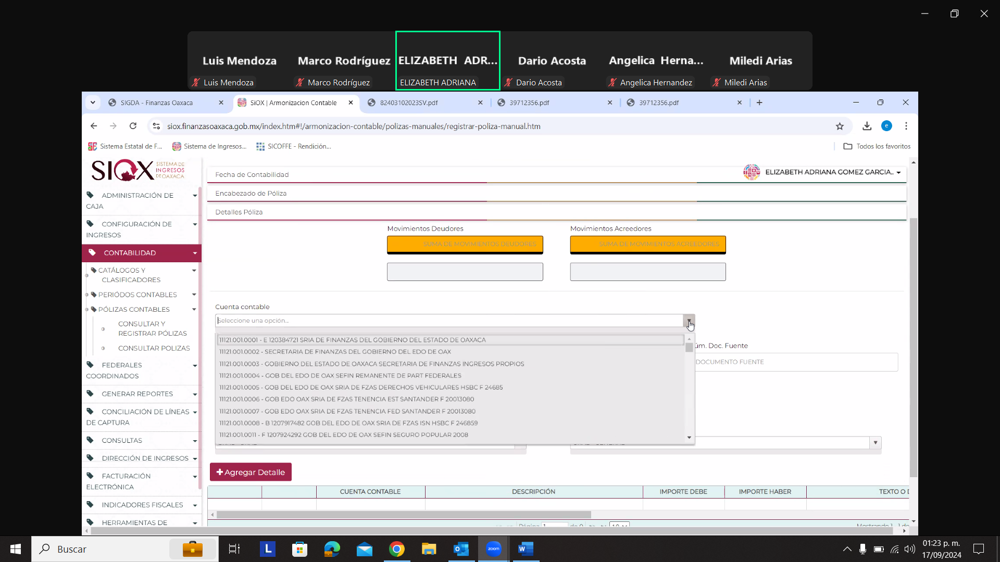 Luis Mendoza
Marco Rodríguez
ELIZABETH ADR...
Dario Acosta
Angelica Herna...
Miledi Arias
Luis Mendoza
Marco Rodríguez
ELIZABETH ADRIANA
Dario Acosta
Angelica Hernandez
Miledi Arias
SIGDA - Finanzas Oaxaca
SiOX | Armonizacion Contable
82403102023SV.pdf
39712356.pdf
39712356.pdf
siox.finanzasoaxaca.gob.mx/index.htm#!/armonizacion-contable/polizas-manuales/registrar-poliza-manual.htm
e
Sistema Estatal de F...
Sistema de Ingresos...
SICOFFE - Rendición...
Todos los favoritos
SIOX
SISTEMA DE
INGRESOS
DE OAXACA
ELIZABETH ADRIANA GOMEZ GARCIA..
ADMINISTRACIÓN DE
CAJA
CONFIGURACIÓN DE
INGRESOS
CONTABILIDAD
CATÁLOGOS Y
CLASIFICADORES
PERIÓDOS CONTABLES
PÓLIZAS CONTABLES
CONSULTAR Y
REGISTRAR PÓLIZAS
CONSULTAR POLIZAS
FEDERALES
COORDINADOS
GENERAR REPORTES
CONCILIACIÓN DE LÍNEAS
DE CAPTURA
CONSULTAS
DIRECCIÓN DE INGRESOS
FACTURACIÓN
ELECTRÓNICA
INDICADORES FISCALES
HERRAMIENTAS DE
Fecha de Contabilidad
Encabezado de Póliza
Detalles Póliza
Movimientos Deudores
Movimientos Acreedores
SUMA DE MOVIMIENTOS DEUDORES
SUMA DE MOVIMIENTOS ACREEDORES
Cuenta contable
Seleccione una opción...
11121.001.0001 - E 120384721 SRIA DE FINANZAS DEL GOBIERNO DEL ESTADO DE OAXACA
11121.001.0002 - SECRETARIA DE FINANZAS DEL GOBIERNO DEL EDO DE OAX
11121.001.0003 - GOBIERNO DEL ESTADO DE OAXACA SECRETARIA DE FINANZAS INGRESOS PROPIOS
11121.001.0004 - GOB DEL EDO DE OAX SEFIN REMANENTE DE PART FEDERALES
11121.001.0005 - GOB DEL EDO DE OAX SRIA DE FZAS DERECHOS VEHICULARES HSBC F 24685
11121.001.0006 - GOB EDO OAX SRIA DE FZAS TENENCIA EST SANTANDER F 20013080
11121.001.0007 - GOB EDO OAX SRIA DE FZAS TENENCIA FED SANTANDER F 20013080
11121.001.0008 - B 1207917482 GOB DEL EDO DE OAX SRIA DE FZAS ISN HSBC F 246859
11121.001.0011 - F 1207924292 GOB DEL EDO DE OAX SEFIN SEGURO POPULAR 2008
úm. Doc. Fuente
DOCUMENTO FUENTE
Agregar Detalle
CUENTA CONTABLE
DESCRIPCIÓN
IMPORTE DEBE
IMPORTE HABER
TEXTO O
Página 1 de 0
10
Mostrando 1
Buscar
01:23 p. m.
17/09/2024